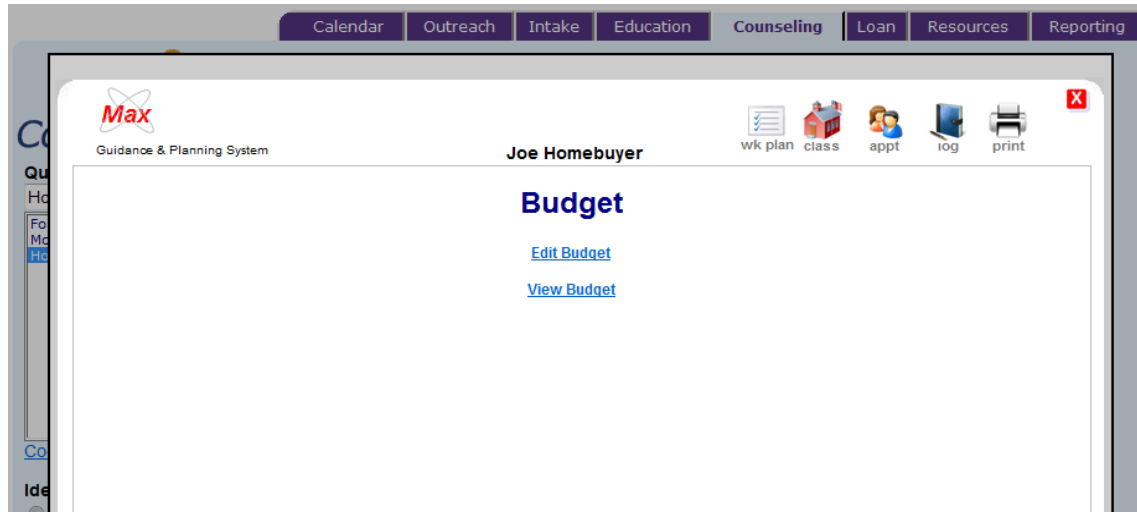 Calendar Outreach Intake Education Counseling Loan Resources Reporting
Max
Guidance & Planning System
Joe Homebuyer
wk plan class appt log print
X
Budget
Edit Budget
View Budget
Co
Qu
Ho
Fo
Mo
Ho
Co
Ide